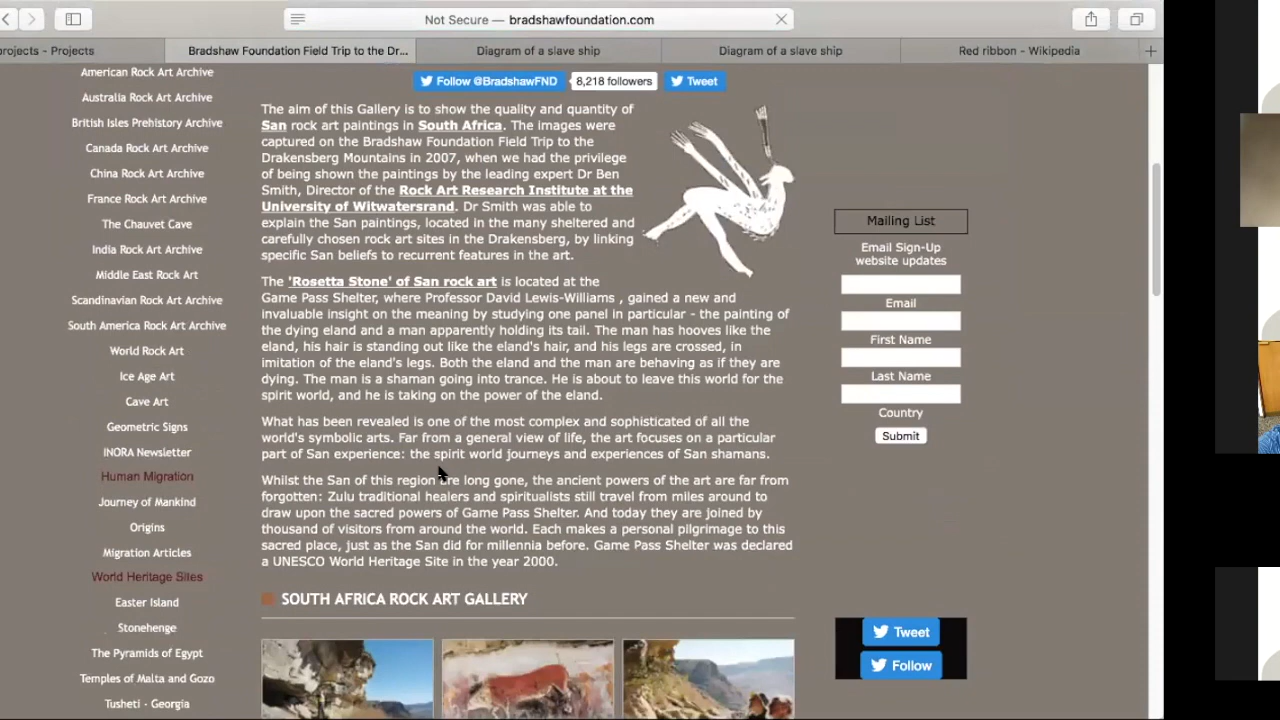 Not Secure — bradshawfoundation.com
projects - Projects
Bradshaw Foundation Field Trip to the Dr...
Diagram of a slave ship
Diagram of a slave ship
Red ribbon - Wikipedia
American Rock Art Archive
Australia Rock Art Archive
British Isles Prehistory Archive
Canada Rock Art Archive
China Rock Art Archive
France Rock Art Archive
The Chauvet Cave
India Rock Art Archive
Middle East Rock Art
Scandinavian Rock Art Archive
South America Rock Art Archive
World Rock Art
Ice Age Art
Cave Art
Geometric Signs
INORA Newsletter
Human Migration
Journey of Mankind
Origins
Migration Articles
World Heritage Sites
Easter Island
Stonehenge
The Pyramids of Egypt
Temples of Malta and Gozo
Tusheti - Georgia
Follow @BradshawFND
8,218 followers
Tweet
The aim of this Gallery is to show the quality and quantity of
San rock art paintings in South Africa. The images were
captured on the Bradshaw Foundation Field Trip to the
Drakensberg Mountains in 2007, when we had the privilege
of being shown the paintings by the leading expert Dr Ben
Smith, Director of the Rock Art Research Institute at the
University of Witwatersrand. Dr Smith was able to
explain the San paintings, located in the many sheltered and
carefully chosen rock art sites in the Drakensberg, by linking
specific San beliefs to recurrent features in the art.
The 'Rosetta Stone' of San rock art is located at the
Game Pass Shelter, where Professor David Lewis-Williams , gained a new and
invaluable insight on the meaning by studying one panel in particular - the painting of
the dying eland and a man apparently holding its tail. The man has hooves like the
eland, his hair is standing out like the eland's hair, and his legs are crossed, in
imitation of the eland's legs. Both the eland and the man are behaving as if they are
dying. The man is a shaman going into trance. He is about to leave this world for the
spirit world, and he is taking on the power of the eland.
What has been revealed is one of the most complex and sophisticated of all the
world's symbolic arts. Far from a general view of life, the art focuses on a particular
part of San experience: the spirit world journeys and experiences of San shamans.
Whilst the San of this region are long gone, the ancient powers of the art are far from
forgotten: Zulu traditional healers and spiritualists still travel from miles around to
draw upon the sacred powers of Game Pass Shelter. And today they are joined by
thousand of visitors from around the world. Each makes a personal pilgrimage to this
sacred place, just as the San did for millennia before. Game Pass Shelter was declared
a UNESCO World Heritage Site in the year 2000.
SOUTH AFRICA ROCK ART GALLERY
Mailing List
Email Sign-Up
website updates
Email
First Name
Last Name
Country
Submit
Tweet
Follow